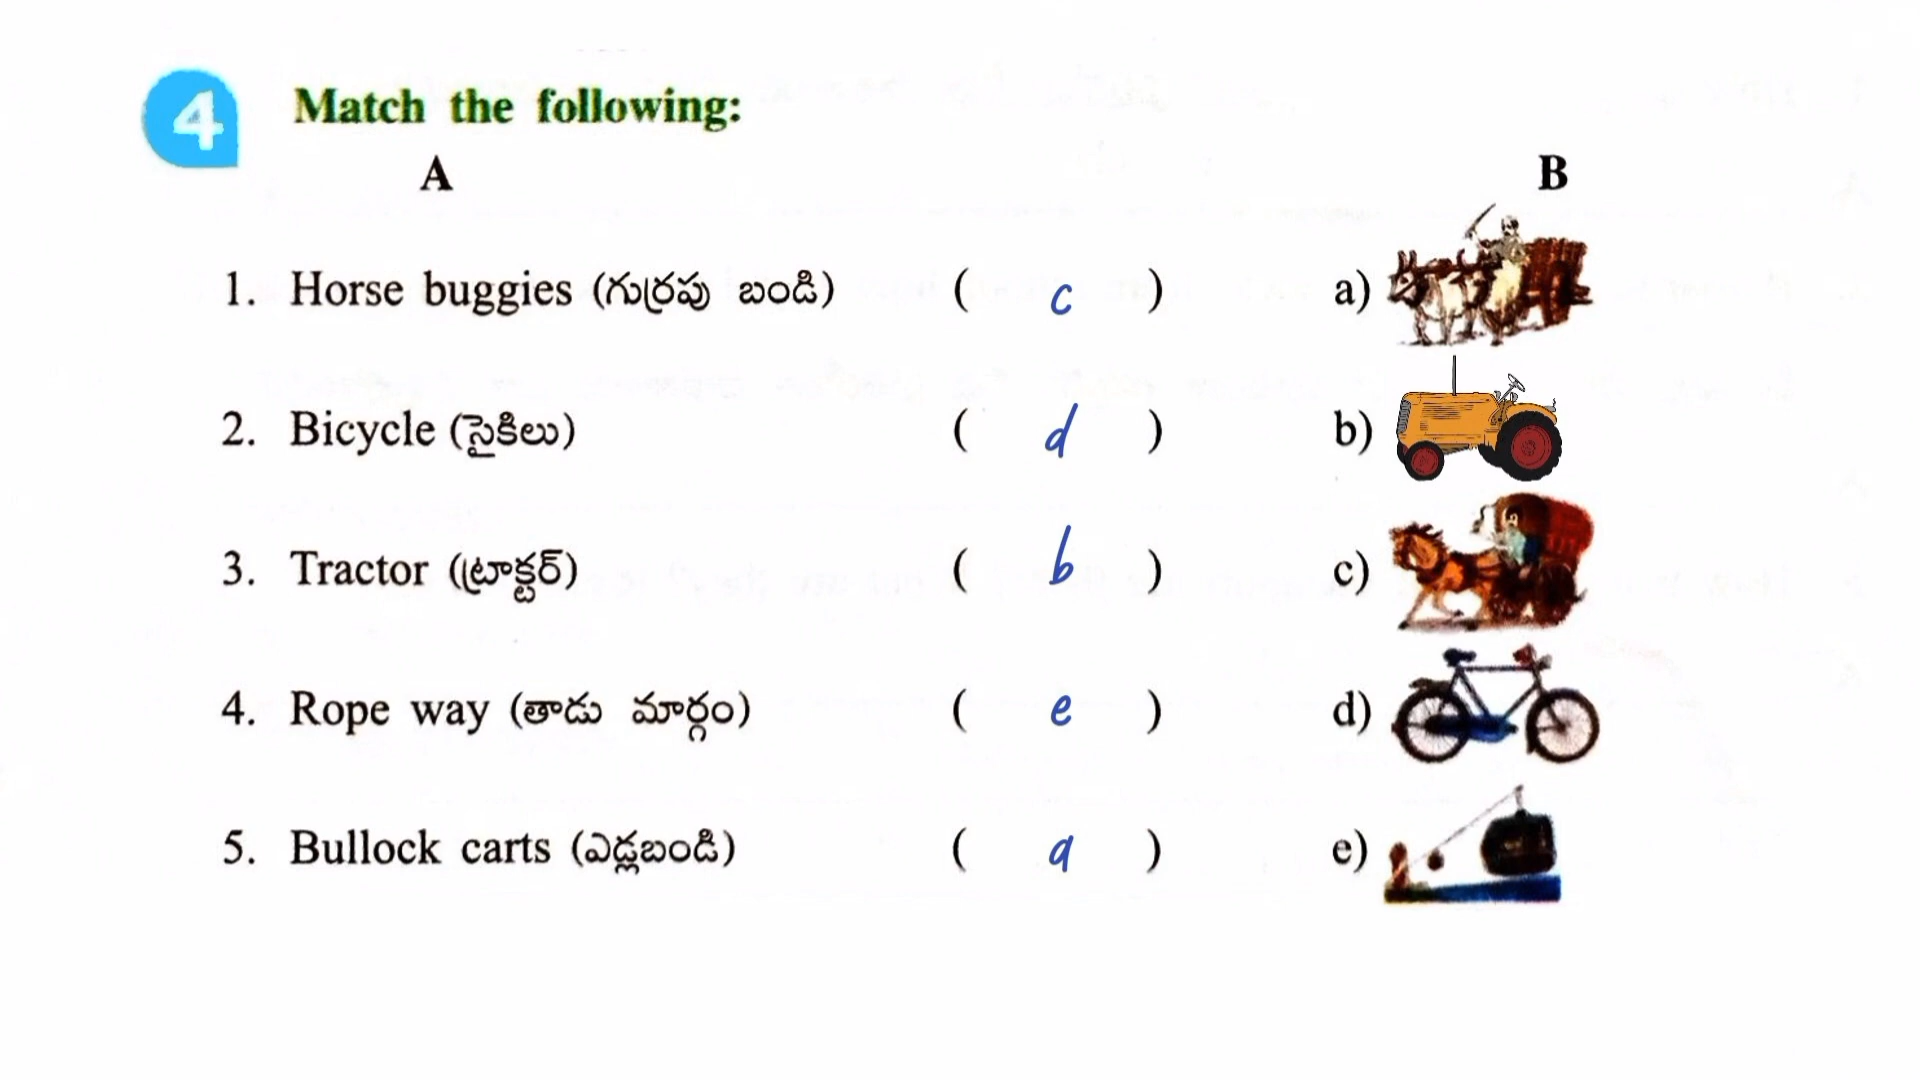 4 Match the following:
A B
1. Horse buggies (గుర్రపు బండి) ( c ) a)
2. Bicycle (సైకిలు) ( d ) b)
3. Tractor (ట్రాక్టర్) ( b ) c)
4. Rope way (తాడు మార్గం) ( e ) d)
5. Bullock carts (ఎడ్లబండి) ( a ) e)